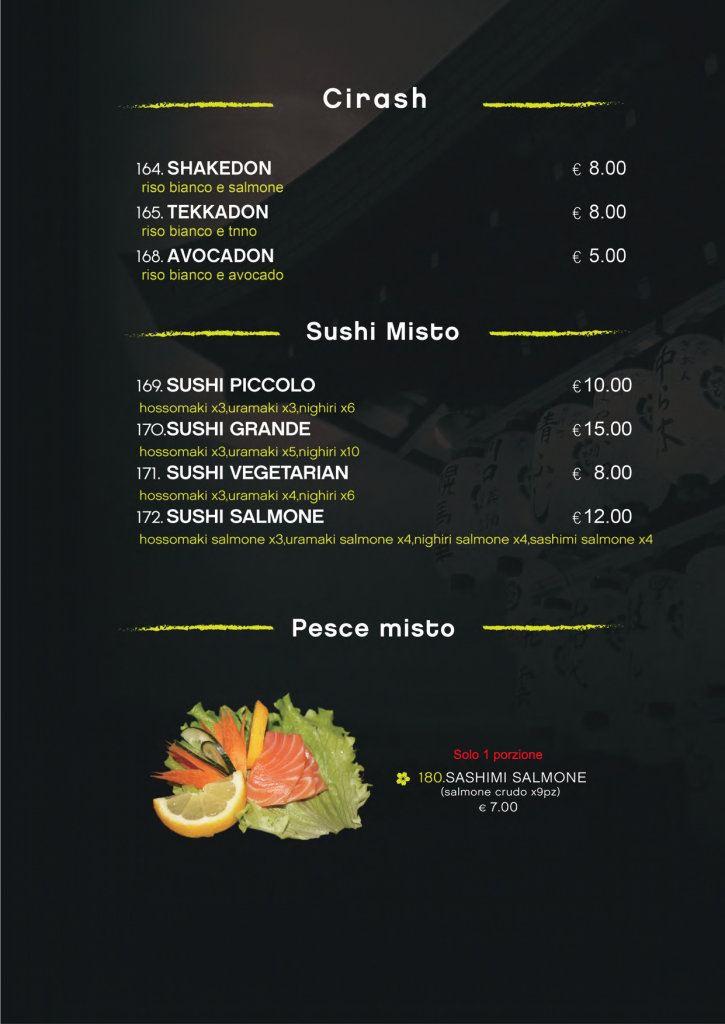 Cirash
164. SHAKEDON € 8.00
riso bianco e salmone
165. TEKKADON € 8.00
riso bianco e tnno
168. AVOCADON € 5.00
riso bianco e avocado
Sushi Misto
169. SUSHI PICCOLO €10.00
hossomaki x3,uramaki x3,nighiri x6
170.SUSHI GRANDE €15.00
hossomaki x3,uramaki x5,nighiri x10
171. SUSHI VEGETARIAN € 8.00
hossomaki x3,uramaki x4,nighiri x6
172. SUSHI SALMONE €12.00
hossomaki salmone x3,uramaki salmone x4,nighiri salmone x4,sashimi salmone x4
Pesce misto
Solo 1 porzione
180.SASHIMI SALMONE
(salmone crudo x9pz)
€ 7.00